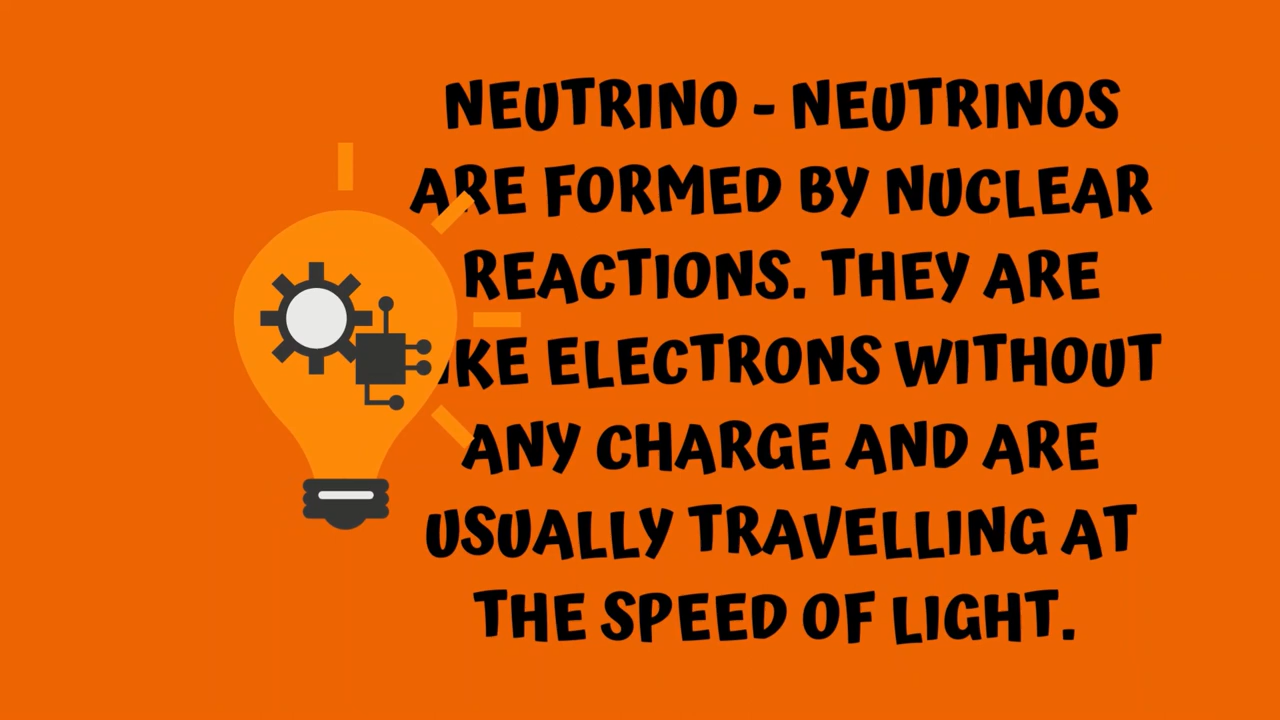 NEUTRINO - NEUTRINOS
ARE FORMED BY NUCLEAR
REACTIONS. THEY ARE
ELECTRONS WITHOUT
ANY CHARGE AND ARE
USUALLY TRAVELLING AT
THE SPEED OF LIGHT.